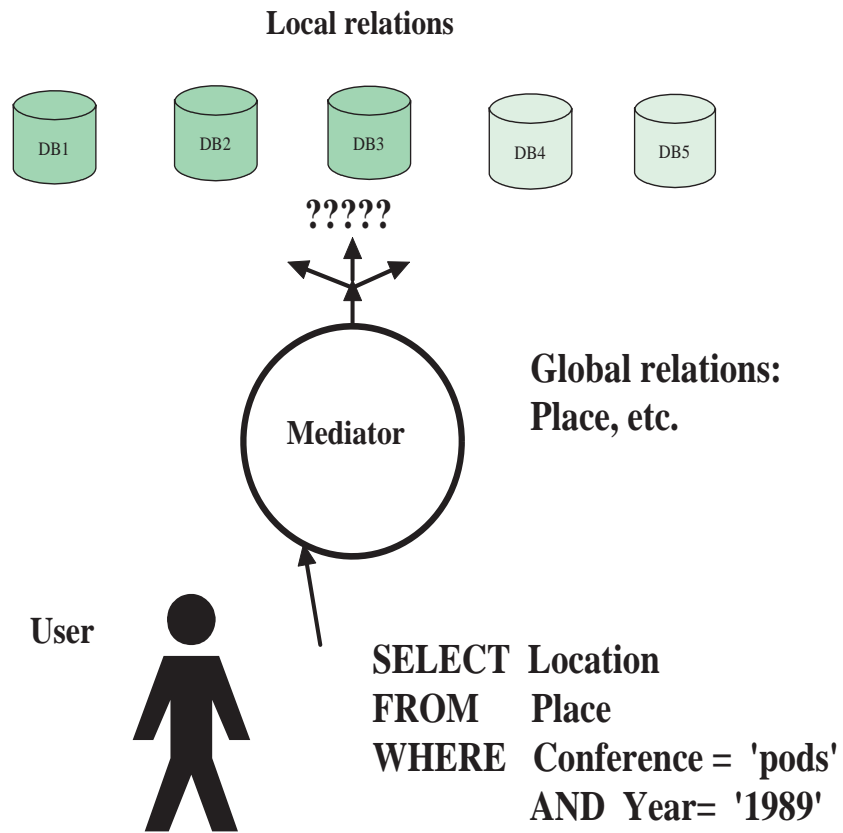 Local relations
DB1 DB2 DB3 DB4 DB5
?????
Mediator
Global relations:
Place, etc.
User
SELECT Location
FROM Place
WHERE Conference = 'pods'
AND Year= '1989'